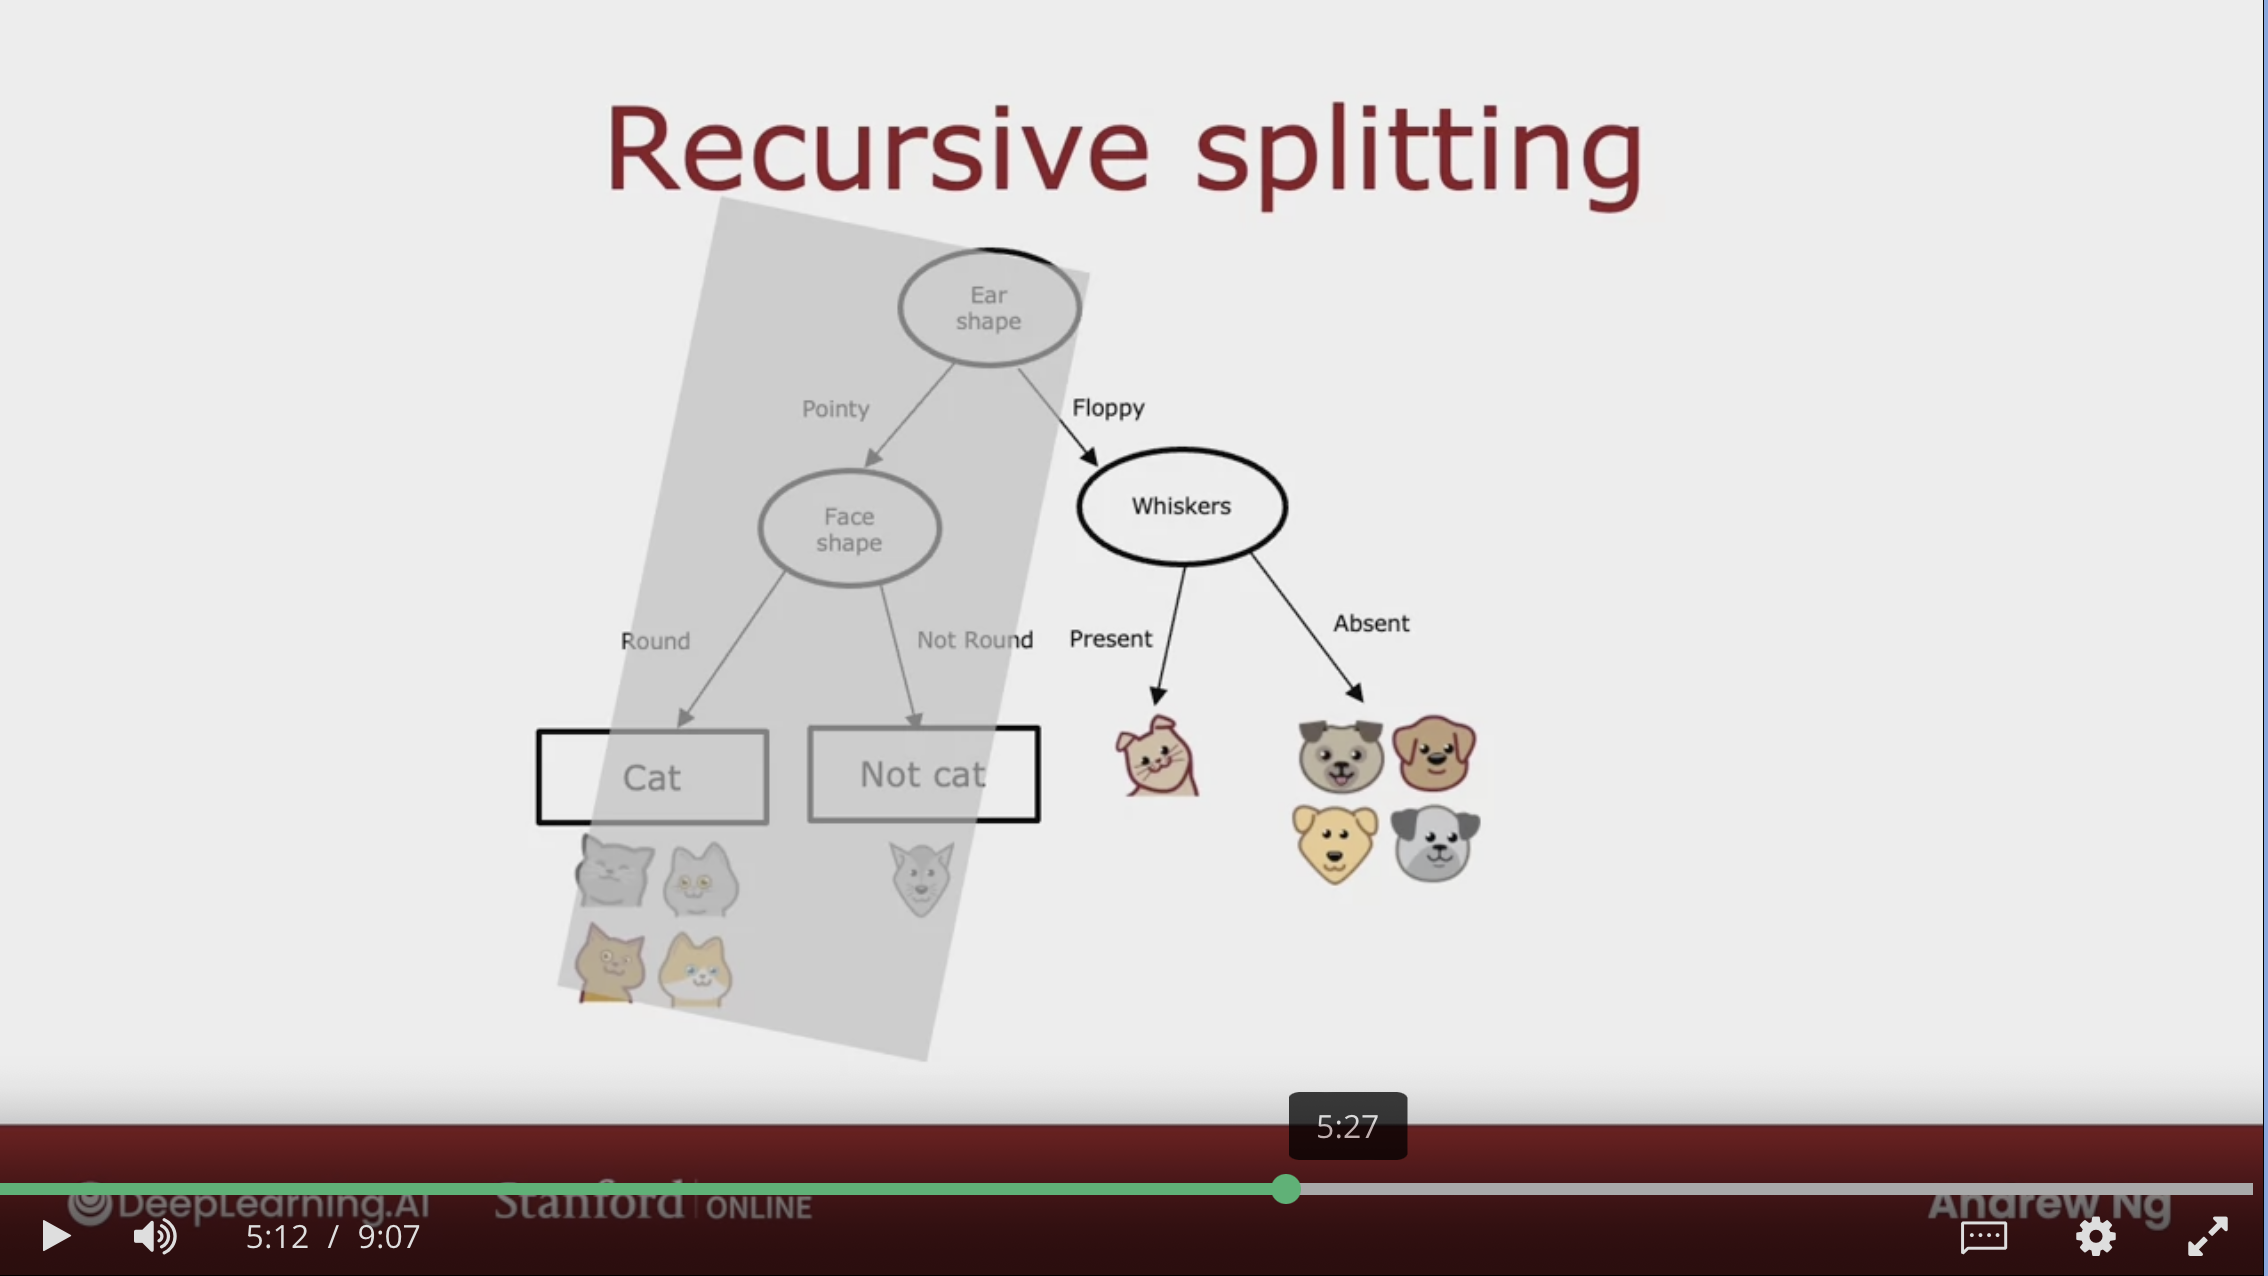 Recursive splitting
Ear
shape
Pointy
Floppy
Face
shape
Whiskers
Round
Not Round
Present
Absent
Cat
Not cat
5:27
DeepLearning.AI
Stanford ONLINE
Andrew Ng
5:12 / 9:07